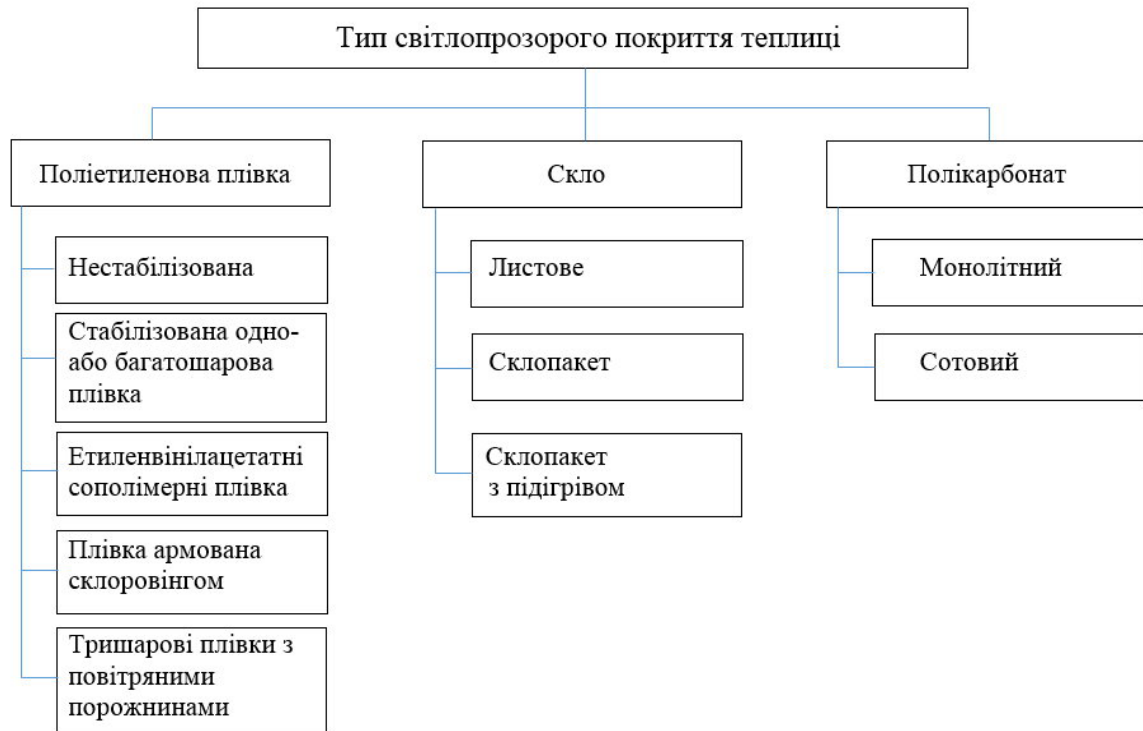 Тип світлопрозорого покриття теплиці
Поліетиленова плівка
Нестабілізована
Стабілізована одно-
або багатошарова
плівка
Етиленвінілацетатні
сополімерні плівка
Плівка армована
склоровінгом
Тришарові плівки з
повітряними
порожнинами
Скло
Листове
Склопакет
Склопакет
з підігрівом
Полікарбонат
Монолітний
Сотовий